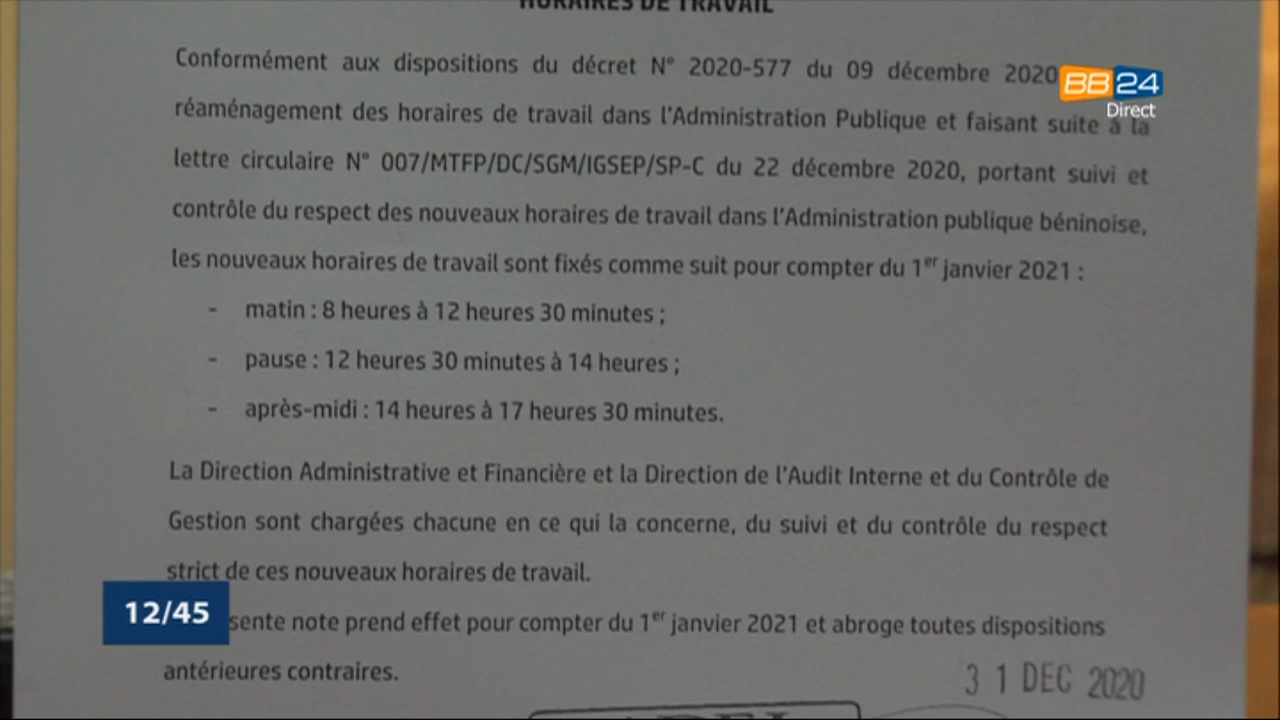 HORAIRES DE TRAVAIL
Conformément aux dispositions du décret N° 2020-577 du 09 décembre 2020
BB24
Direct
réaménagement des horaires de travail dans l'Administration Publique et faisant suite à la
lettre circulaire N° 007/MTFP/DC/SGM/IGSEP/SP-C du 22 décembre 2020, portant suivi et
contrôle du respect des nouveaux horaires de travail dans l'Administration publique béninoise,
les nouveaux horaires de travail sont fixés comme suit pour compter du 1er janvier 2021 :
- matin : 8 heures à 12 heures 30 minutes ;
- pause : 12 heures 30 minutes à 14 heures ;
- après-midi : 14 heures à 17 heures 30 minutes.
La Direction Administrative et Financière et la Direction de l'Audit Interne et du Contrôle de
Gestion sont chargées chacune en ce qui la concerne, du suivi et du contrôle du respect
strict de ces nouveaux horaires de travail.
12/45
sente note prend effet pour compter du 1er janvier 2021 et abroge toutes dispositions
antérieures contraires.
31 DEC 2020